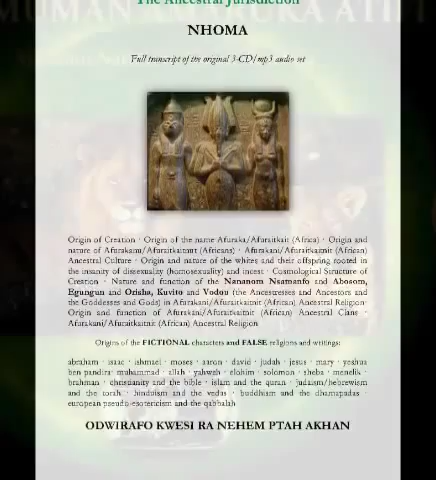 The Ancestral Jurisdiction
NHOMA
Full transcript of the original 3-CD/mp3 audio set
Origin of Creation · Origin of the name Afuraka/Afuraitkait (Africa) · Origin and
nature of Afurakanu/Afuraitkaitnut (Africans) · Afurakani/Afuraitkaitnit (African)
Ancestral Culture · Origin and nature of the whites and their offspring rooted in
the insanity of dissexuality (homosexuality) and incest · Cosmological Structure of
Creation · Nature and function of the Nananom Nsamanfo and Abosom,
Egungun and Orisha, Kuvito and Vodou (the Ancestresses and Ancestors and
the Goddesses and Gods) in Afurakani/Afuraitkaitnit (African) Ancestral Religion·
Origin and function of Afurakani/Afuraitkaitnit (African) Ancestral Clans ·
Afurakani/Afuraitkaitnit (African) Ancestral Religion
Origins of the FICTIONAL characters and FALSE religions and writings:
abraham · isaac · ishmael · moses · aaron · david · judah · jesus · mary · yeshua
ben pandira· muhammad · allah · yahweh · elohim · solomon · sheba · menelik ·
brahman · christianity and the bible · islam and the quran · judaism/hebrewism
and the torah · hinduism and the vedas · buddhism and the dhamapadas ·
european pseudo-esotericism and the qabbalah
ODWIRAFO KWESI RA NEHEM PTAH AKHAN